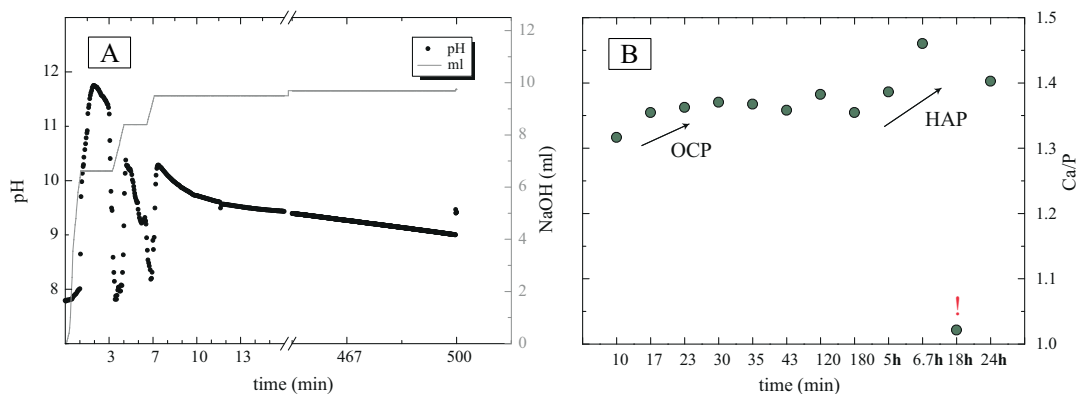 A
pH
ml
12
11
10
9
8
pH
12
10
8
6
4
2
0
NaOH (ml)
3
7
10
13
467
500
time (min)
B
OCP
HAP
!
1.5
1.4
1.3
1.2
1.1
1.0
Ca/P
10
17
23
30
35
43
120
180
5h
6.7h
18h
24h
time (min)